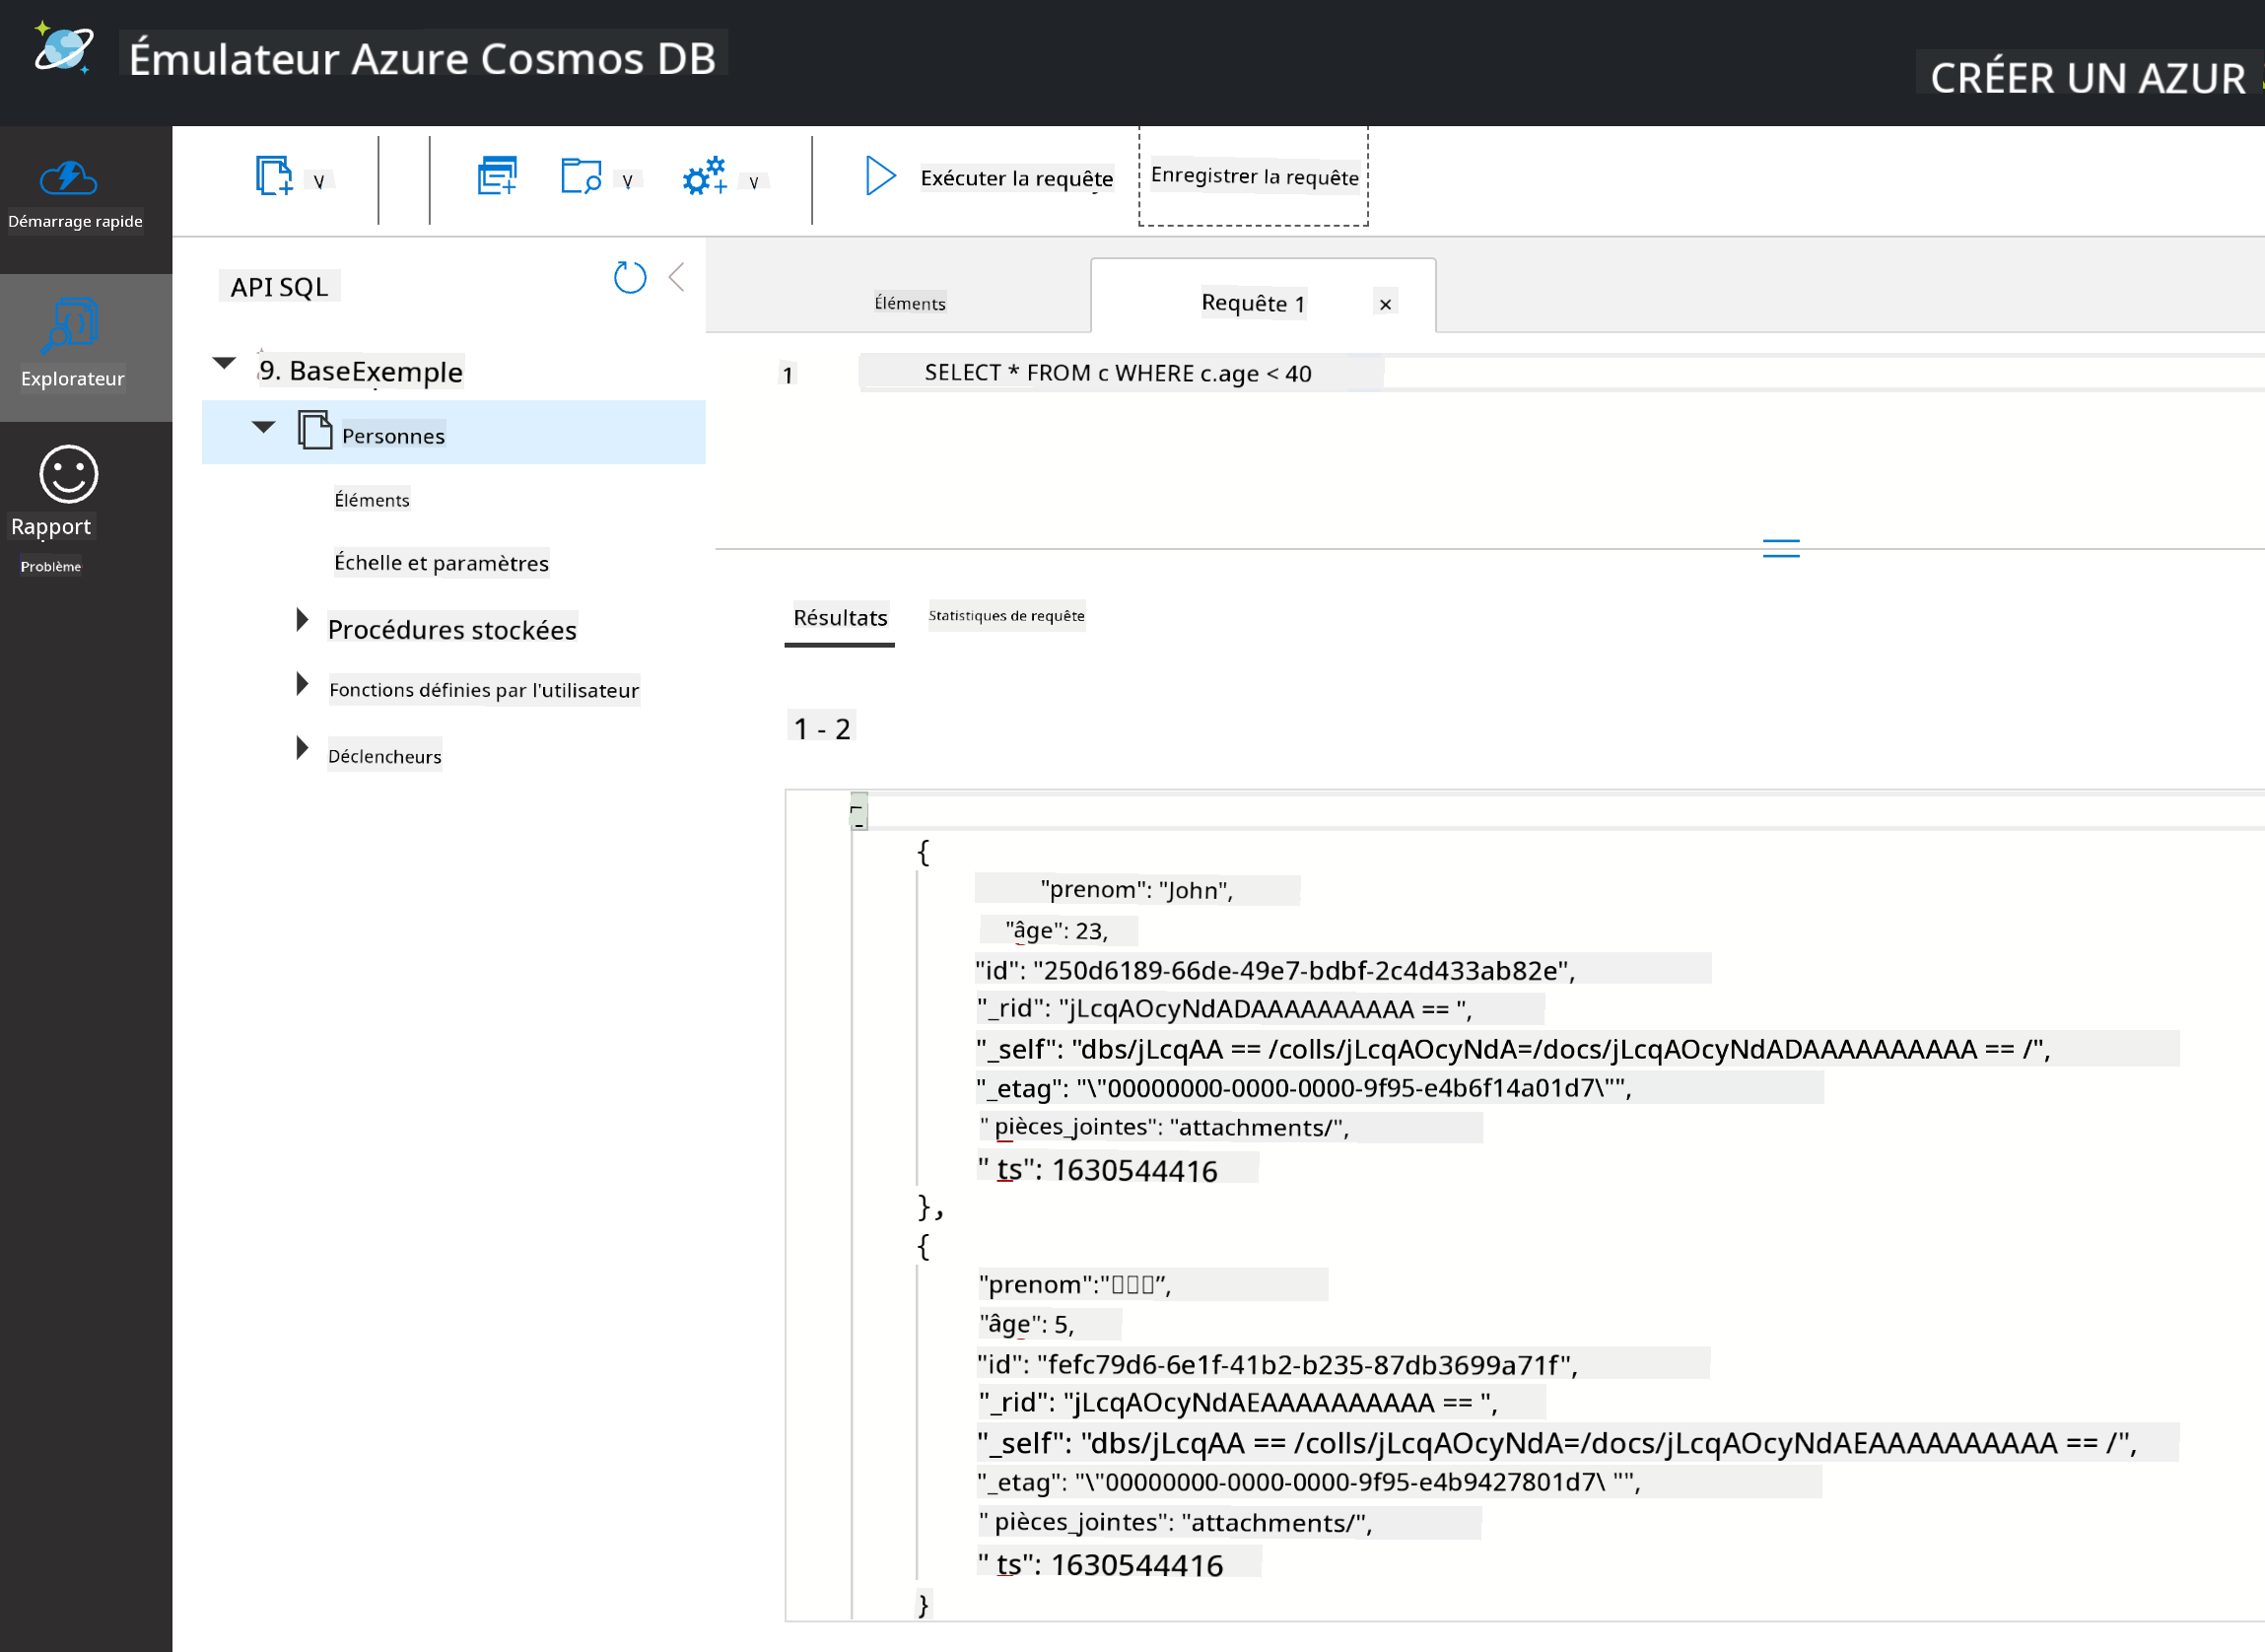 Émulateur Azure Cosmos DB
CRÉER UN AZUR
Démarrage rapide
Explorateur
Rapport
Problème
Exécuter la requête
Enregistrer la requête
API SQL
9. BaseExemple
Personnes
Éléments
Échelle et paramètres
Procédures stockées
Fonctions définies par l'utilisateur
Déclencheurs
Éléments
Requête 1 ×
1 SELECT * FROM c WHERE c.age < 40
Résultats Statistiques de requête
1 - 2
[
{
"prenom": "John",
"âge": 23,
"id": "250d6189-66de-49e7-bdbf-2c4d433ab82e",
"_rid": "jLcqAOcyNdADAAAAAAAAAA == ",
"_self": "dbs/jLcqAA == /colls/jLcqAOcyNdA=/docs/jLcqAOcyNdADAAAAAAAAAA == /",
"_etag": "\"00000000-0000-0000-9f95-e4b6f14a01d7\"",
" pièces_jointes": "attachments/",
" ts": 1630544416
},
{
"prenom":"□□□”,
"âge": 5,
"id": "fefc79d6-6e1f-41b2-b235-87db3699a71f",
"_rid": "jLcqAOcyNdAEAAAAAAAAAA == ",
"_self": "dbs/jLcqAA == /colls/jLcqAOcyNdA=/docs/jLcqAOcyNdAEAAAAAAAAAA == /",
"_etag": "\"00000000-0000-0000-9f95-e4b9427801d7\ "",
" pièces_jointes": "attachments/",
" ts": 1630544416
}